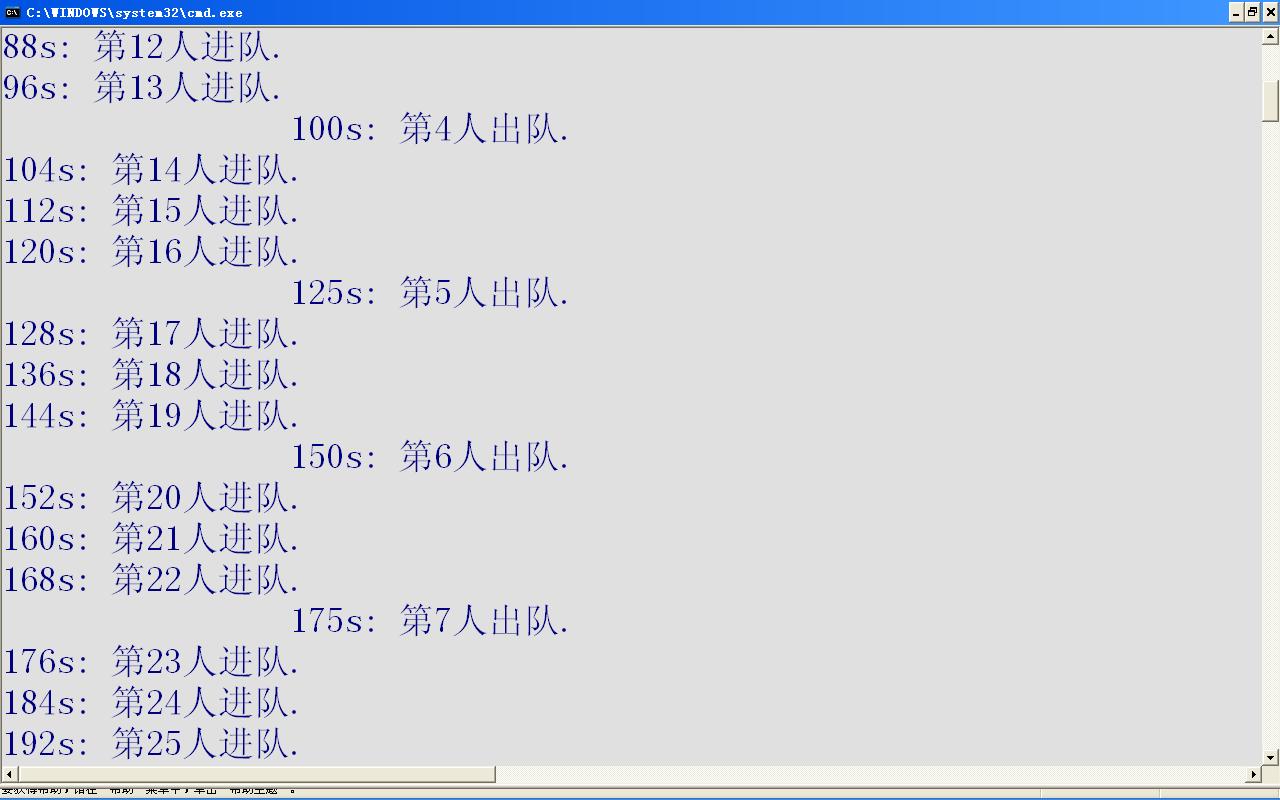 C:\WINDOWS\system32\cmd.exe
88s: 第12人进队.
96s: 第13人进队.
100s: 第4人出队.
104s: 第14人进队.
112s: 第15人进队.
120s: 第16人进队.
125s: 第5人出队.
128s: 第17人进队.
136s: 第18人进队.
144s: 第19人进队.
150s: 第6人出队.
152s: 第20人进队.
160s: 第21人进队.
168s: 第22人进队.
175s: 第7人出队.
176s: 第23人进队.
184s: 第24人进队.
192s: 第25人进队.